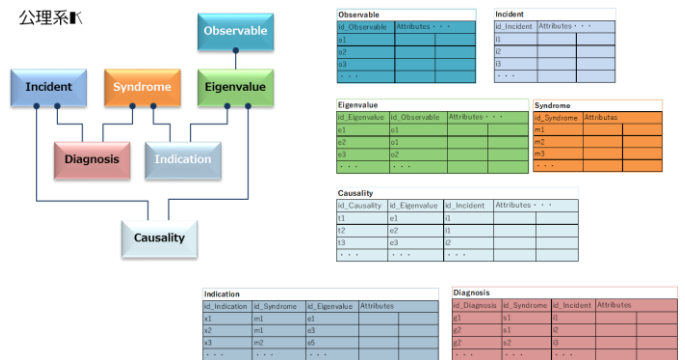 公理系
Observable
Incident
Syndrome
Eigenvalue
Diagnosis
Indication
Causality
Observable
id_Observable Attributes・・・
o1
o2
o3
・・・
Incident
id_Incident Attributes・・・
i1
i2
i3
・・・
Eigenvalue
id_Eigenvalue id_Observable Attributes・・・
e1 o1
e2 o1
e3 o2
・・・ ・・・
Syndrome
id_Syndrome Attributes
m1
m2
m3
・・・
Causality
id_Causality id_Eigenvalue id_Incident Attributes・・・
t1 e1 i1
t2 e2 i1
t3 e3 i2
・・・ ・・・ ・・・
Indication
id_Indication id_Syndrome id_Eigenvalue Attributes
x1 m1 e1
x2 m1 e3
x3 m2 e5
・・・ ・・・ ・・・
Diagnosis
id_Diagnosis id_Syndrome id_Incident Attributes
g1 s1 i1
g2 s1 i2
g2 s2 i3
・・・ ・・・ ・・・